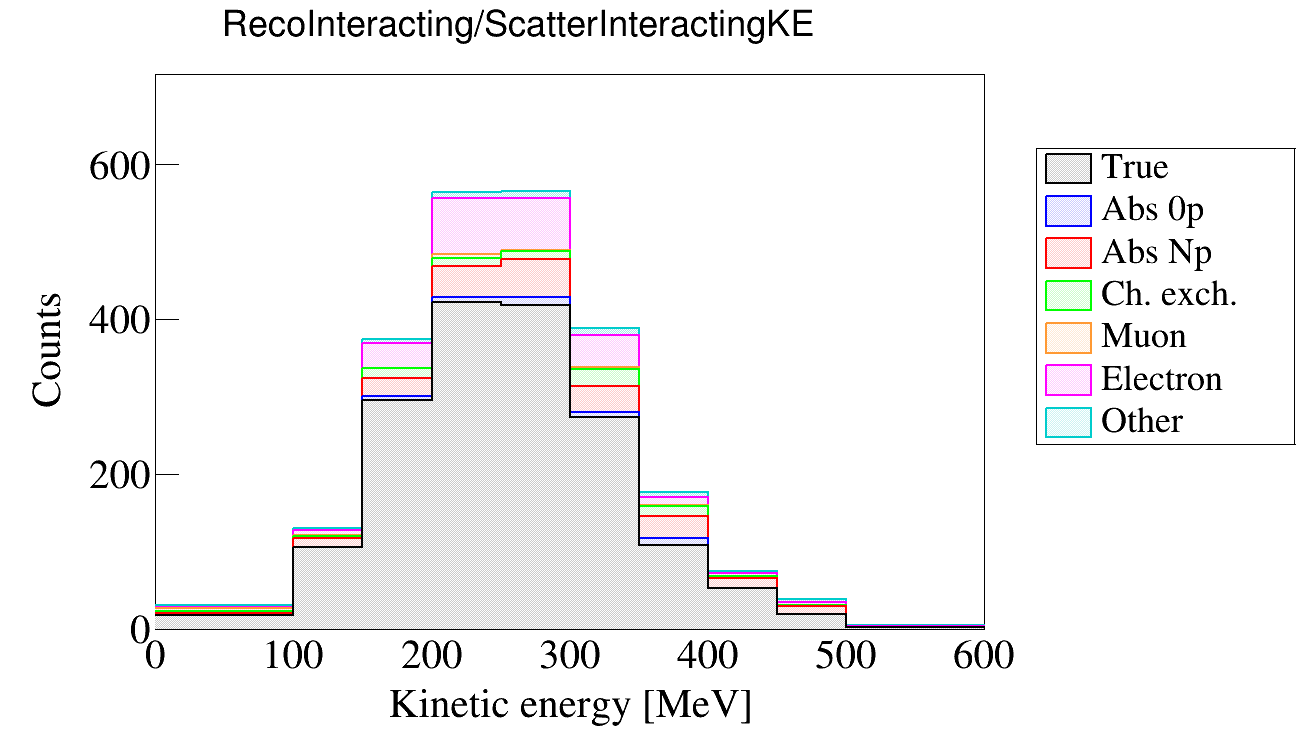 RecoInteracting/ScatterInteractingKE
600
400
200
0
Counts
0 100 200 300 400 500 600
Kinetic energy [MeV]
True
Abs 0p
Abs Np
Ch. exch.
Muon
Electron
Other